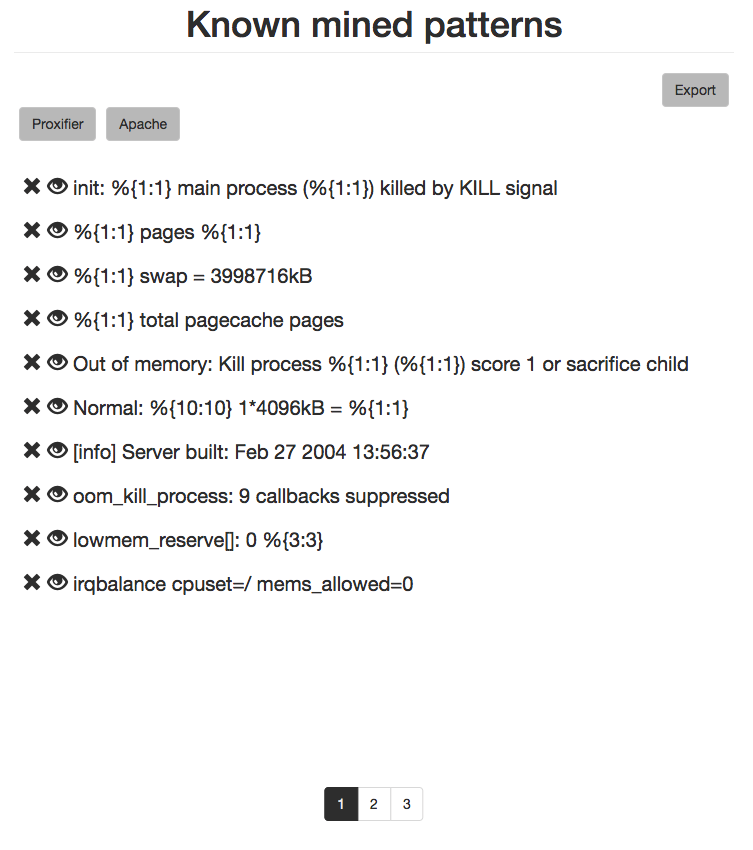 Known mined patterns
Export
Proxifier Apache
init: %{1:1} main process (%{1:1}) killed by KILL signal
%{1:1} pages %{1:1}
%{1:1} swap = 3998716kB
%{1:1} total pagecache pages
Out of memory: Kill process %{1:1} (%{1:1}) score 1 or sacrifice child
Normal: %{10:10} 1*4096kB = %{1:1}
[info] Server built: Feb 27 2004 13:56:37
oom_kill_process: 9 callbacks suppressed
lowmem_reserve[]: 0 %{3:3}
irqbalance cpuset=/ mems_allowed=0
1 2 3